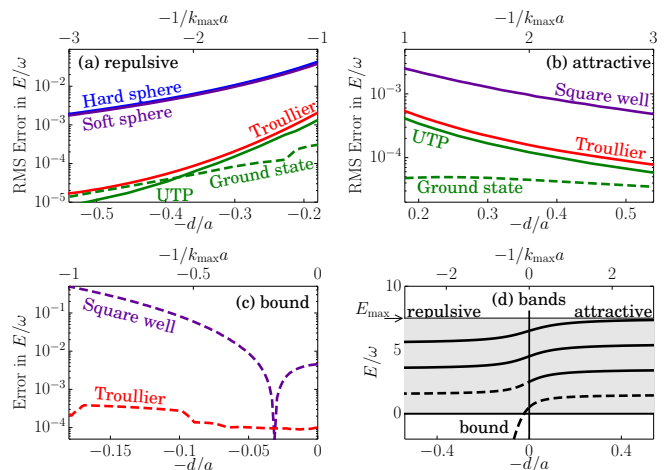 −1/k_max a
−3 −2 −1
(a) repulsive
Hard sphere
Soft sphere
Troullier
Ground state
UTP
RMS Error in E/ω
10⁻²
10⁻³
10⁻⁴
10⁻⁵
−0.5 −0.4 −0.3 −0.2
−d/a
−1/k_max a
1 2 3
(b) attractive
Square well
Troullier
UTP
Ground state
RMS Error in E/ω
10⁻³
10⁻⁴
0.2 0.3 0.4 0.5
−d/a
−1/k_max a
−1 −0.5 0
(c) bound
Square well
Troullier
Error in E/ω
10⁻¹
10⁻²
10⁻³
10⁻⁴
−0.15 −0.1 −0.05 0
−d/a
−1/k_max a
−2 0 2
(d) bands
repulsive attractive
bound
E_max
E/ω
10
5
0
−0.4 −0.2 0 0.2 0.4
−d/a